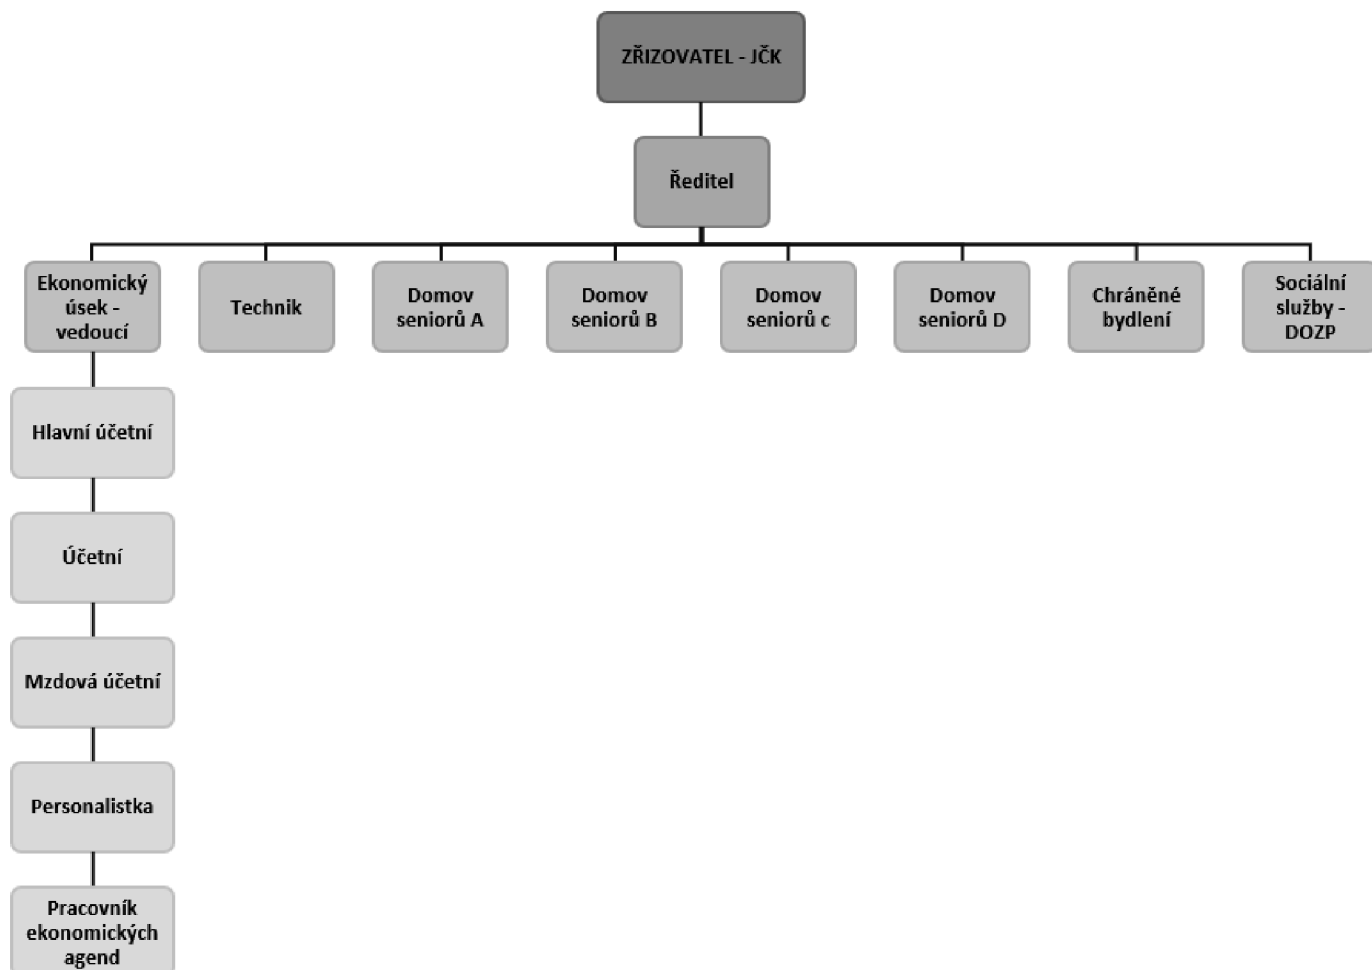 ZŘIZOVATEL - JČK
Ředitel
Ekonomický
úsek -
vedoucí
Technik
Domov
seniorů A
Domov
seniorů B
Domov
seniorů c
Domov
seniorů D
Chráněné
bydlení
Sociální
služby -
DOZP
Hlavní účetní
Účetní
Mzdová účetní
Personalistka
Pracovník
ekonomických
agend